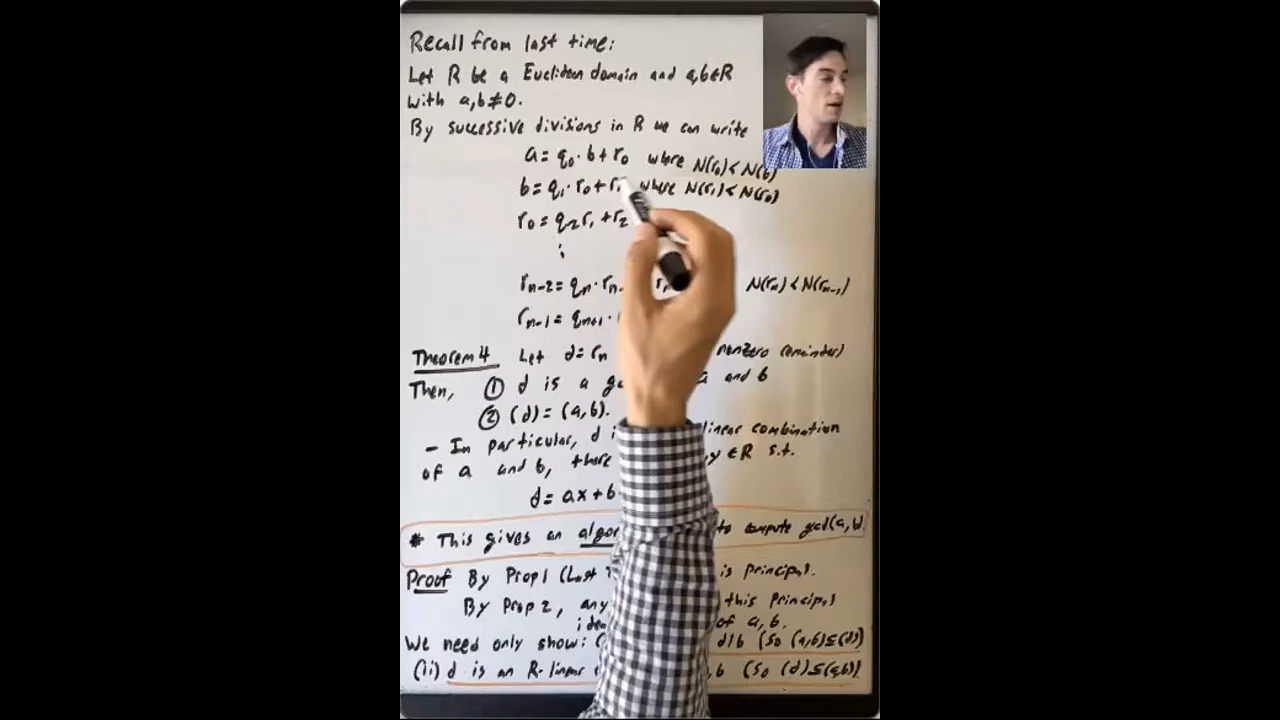 Recall from last time:
Let R be a Euclidean domain and a,b∈R
with a,b≠0.
By successive divisions in R we can write
a = q₀·b + r₀ where N(r₀) < N(b)
b = q₁·r₀ + r₁ where N(r₁) < N(r₀)
r₀ = q₂r₁ + r₂
⋮
rₙ₋₂ = qₙ·rₙ N(rₙ) < N(rₙ₋₁)
rₙ₋₁ = qₙ₊₁·
Theorem 4 Let d = rₙ nonzero remainder)
Then, ① d is a and b
② (d) = (a,b).
- In particular, d linear combination
of a and b, y ∈ R s.t.
d = ax + b
* This gives an to compute gcd(a,b)
Proof By Prop 1 (Last is principal.
By Prop 2, any this principal
of a,b.
We need only show: d|b (so (a,b)⊆(d))
(ii) d is an R-linear b (so (d)⊆(a,b))